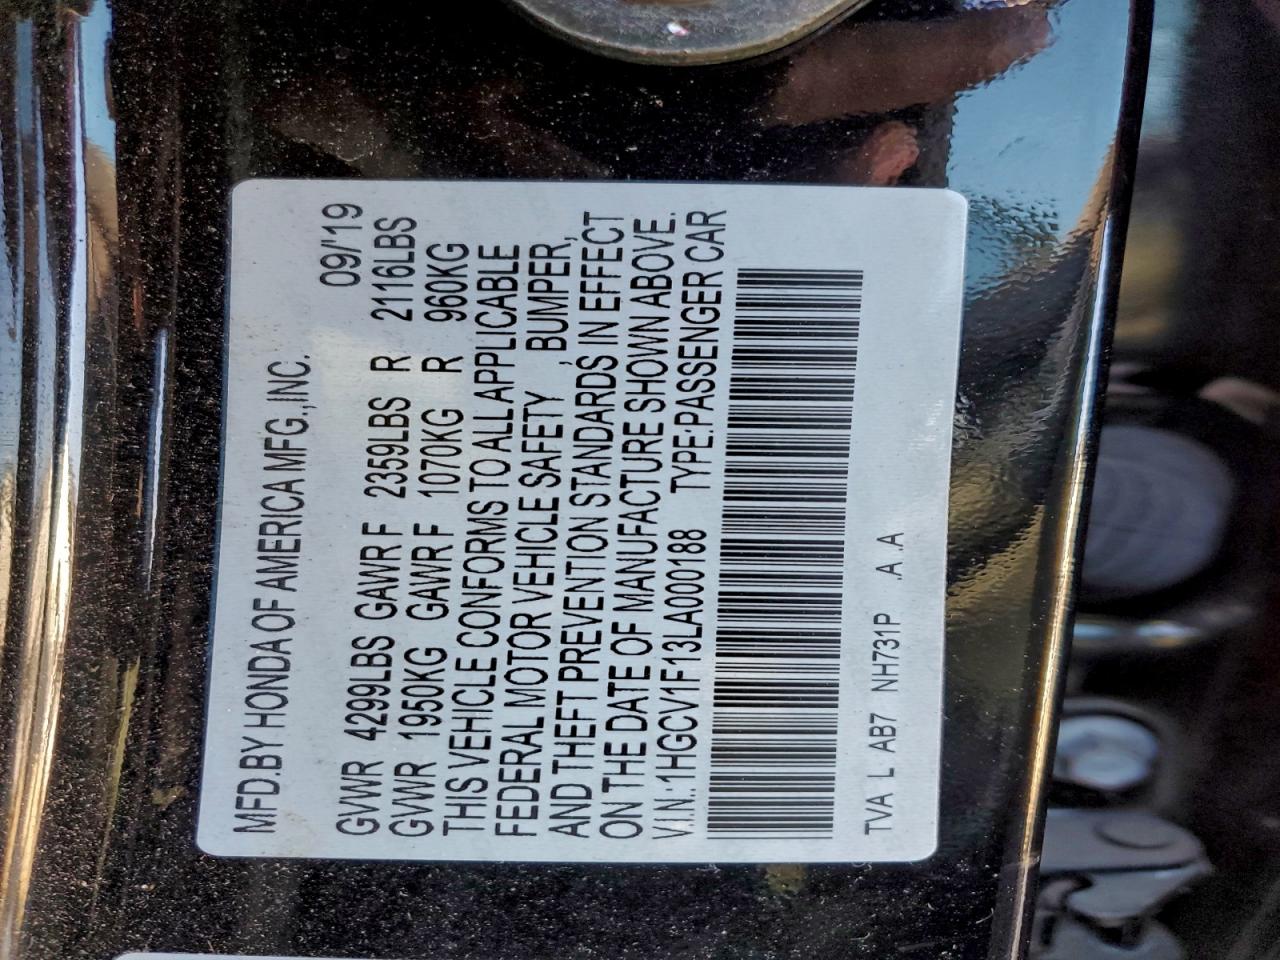 MFD.BY HONDA OF AMERICA MFG.,INC.
09/'19
GVWR 4299LBS GAWR F 2359LBS R 2116LBS
GVWR 1950KG GAWR F 1070KG R 960KG
THIS VEHICLE CONFORMS TO ALL APPLICABLE
FEDERAL MOTOR VEHICLE SAFETY , BUMPER,
AND THEFT PREVENTION STANDARDS IN EFFECT
ON THE DATE OF MANUFACTURE SHOWN ABOVE.
V.I.N.:1HGCV1F13LA000188 TYPE:PASSENGER CAR
TVA L AB7 NH731P .A .A